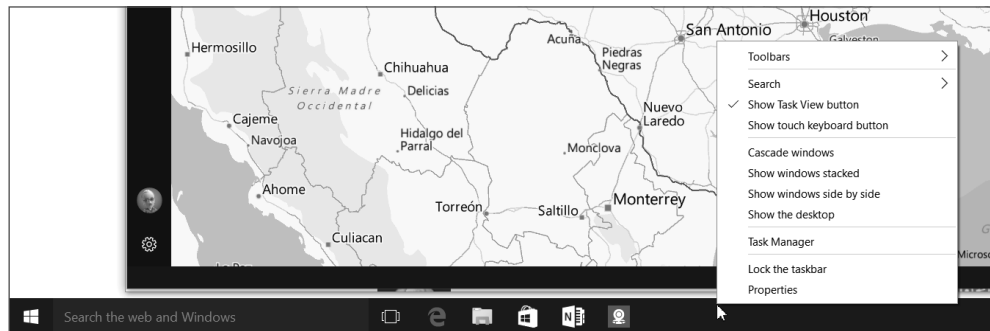 Houston
San Antonio
Galveston
Acuña
Piedras
Negras
Hermosillo
Chihuahua
Sierra Madre
Occidental
Delicias
Nuevo
Laredo
Cajeme
Navojoa
Hidalgo del
Parral
Monclova
Ahome
Monterrey
Torreón
Saltillo
Culiacan
Toolbars
Search
Show Task View button
Show touch keyboard button
Cascade windows
Show windows stacked
Show windows side by side
Show the desktop
Task Manager
Lock the taskbar
Properties
G
Microso
Search the web and Windows